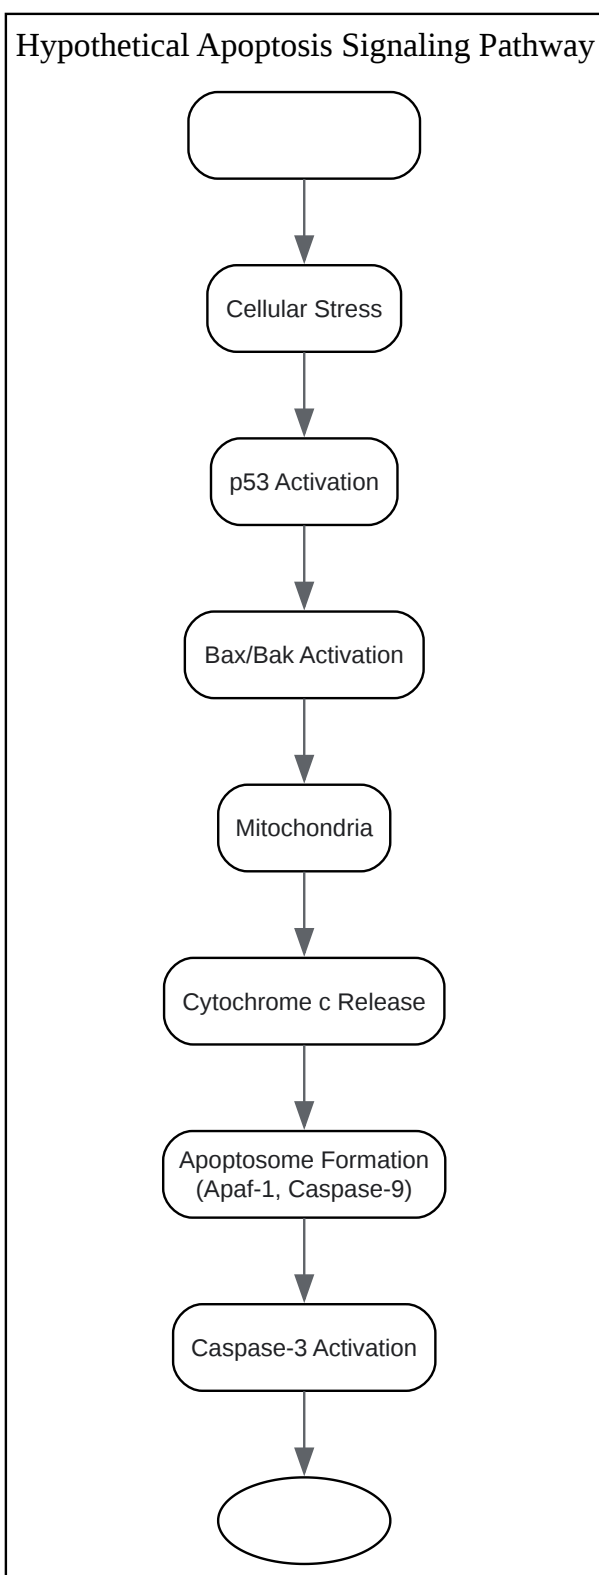 Hypothetical Apoptosis Signaling Pathway
Cellular Stress
p53 Activation
Bax/Bak Activation
Mitochondria
Cytochrome c Release
Apoptosome Formation
(Apaf-1, Caspase-9)
Caspase-3 Activation